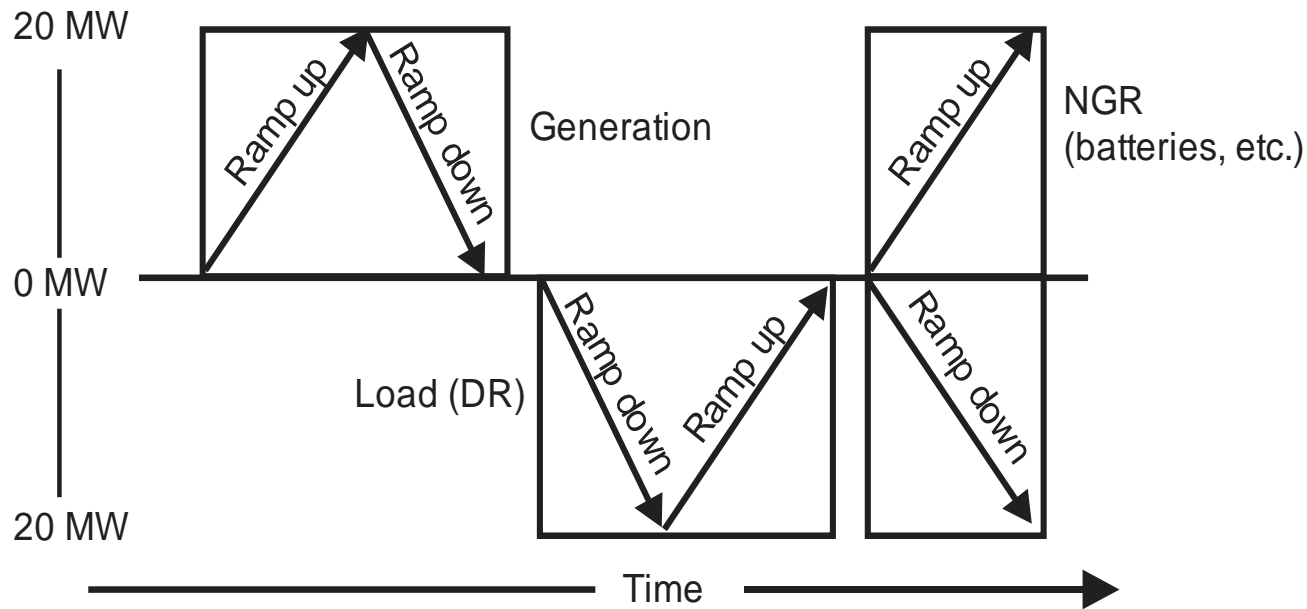 20 MW
Ramp up
Ramp down
Generation
Ramp up
NGR
(batteries, etc.)
0 MW
Load (DR)
Ramp down
Ramp up
Ramp down
20 MW
Time